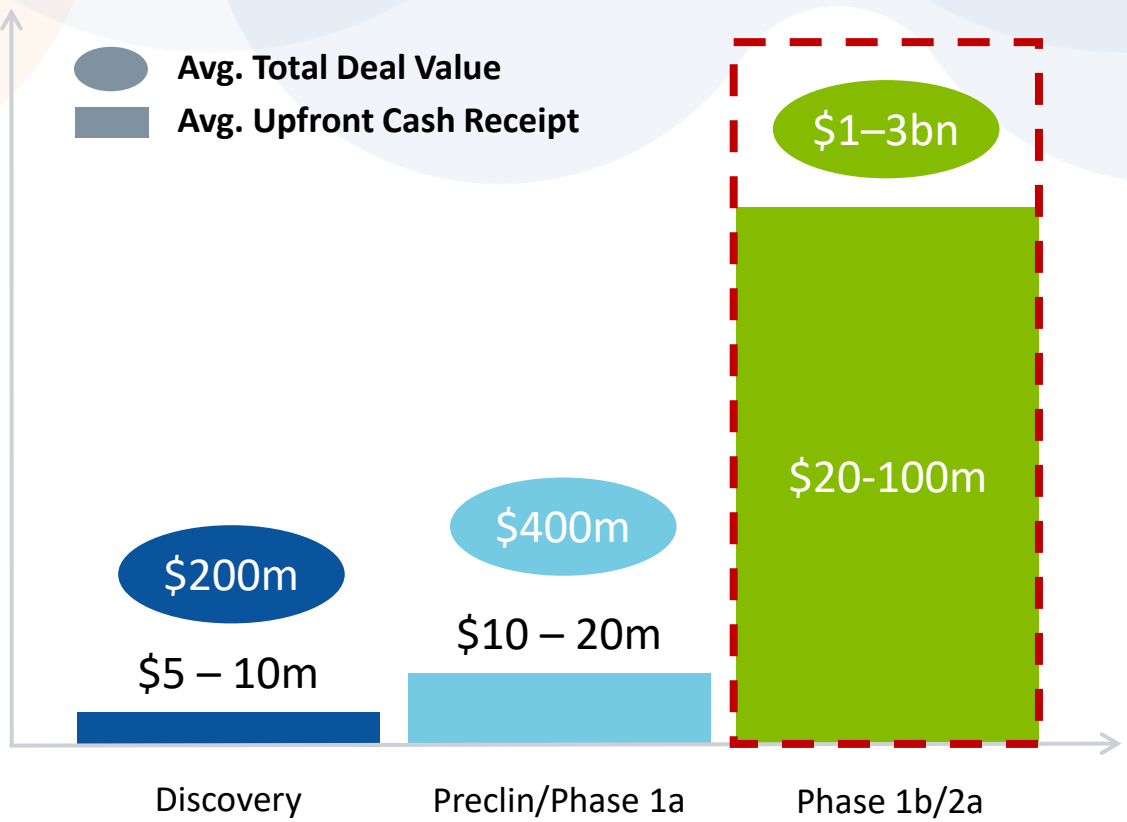 Avg. Total Deal Value
Avg. Upfront Cash Receipt
$1–3bn
$20-100m
$400m
$200m
$10 – 20m
$5 – 10m
Discovery
Preclin/Phase 1a
Phase 1b/2a